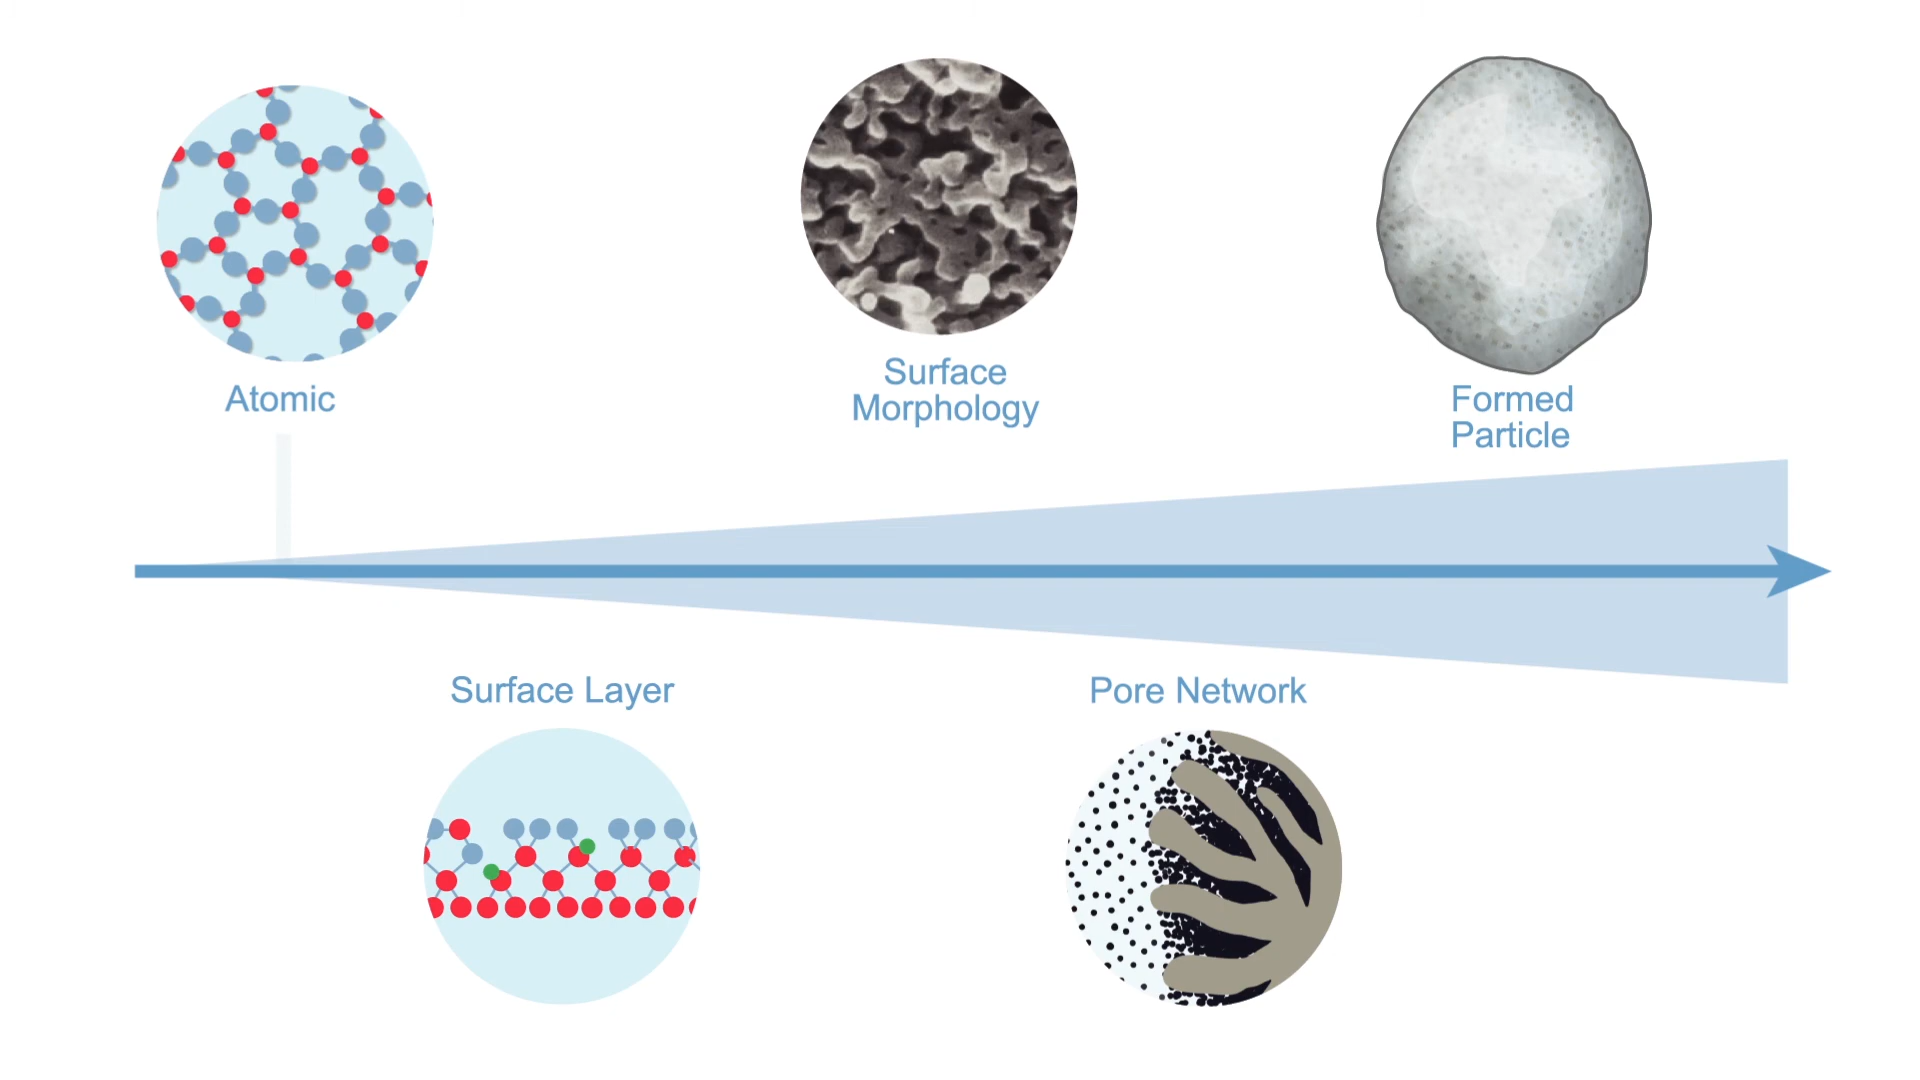 Atomic
Surface
Morphology
Formed
Particle
Surface Layer
Pore Network